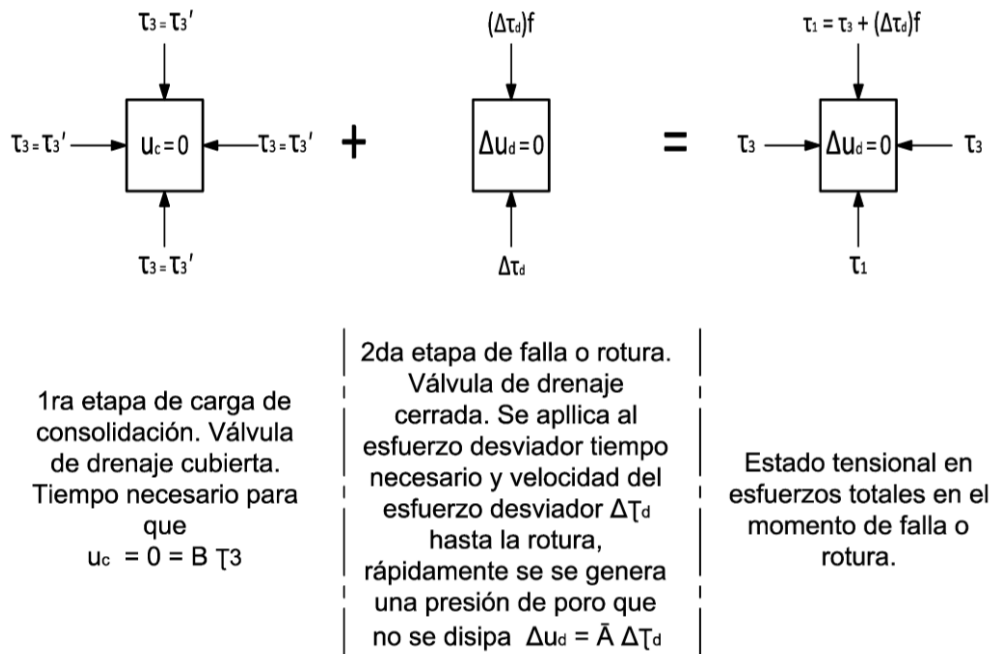 τ₃ = τ₃′
(Δτd)f
τ₁ = τ₃ + (Δτd)f
τ₃ = τ₃′
uc = 0
τ₃ = τ₃′
+
Δud = 0
=
τ₃
Δud = 0
τ₃
τ₃ = τ₃′
Δτd
τ₁
1ra etapa de carga de
consolidación. Válvula
de drenaje cubierta.
Tiempo necesario para
que
uc = 0 = B τ3
2da etapa de falla o rotura.
Válvula de drenaje
cerrada. Se apllica al
esfuerzo desviador tiempo
necesario y velocidad del
esfuerzo desviador Δτd
hasta la rotura,
rápidamente se se genera
una presión de poro que
no se disipa Δud = Ā Δτd
Estado tensional en
esfuerzos totales en el
momento de falla o
rotura.